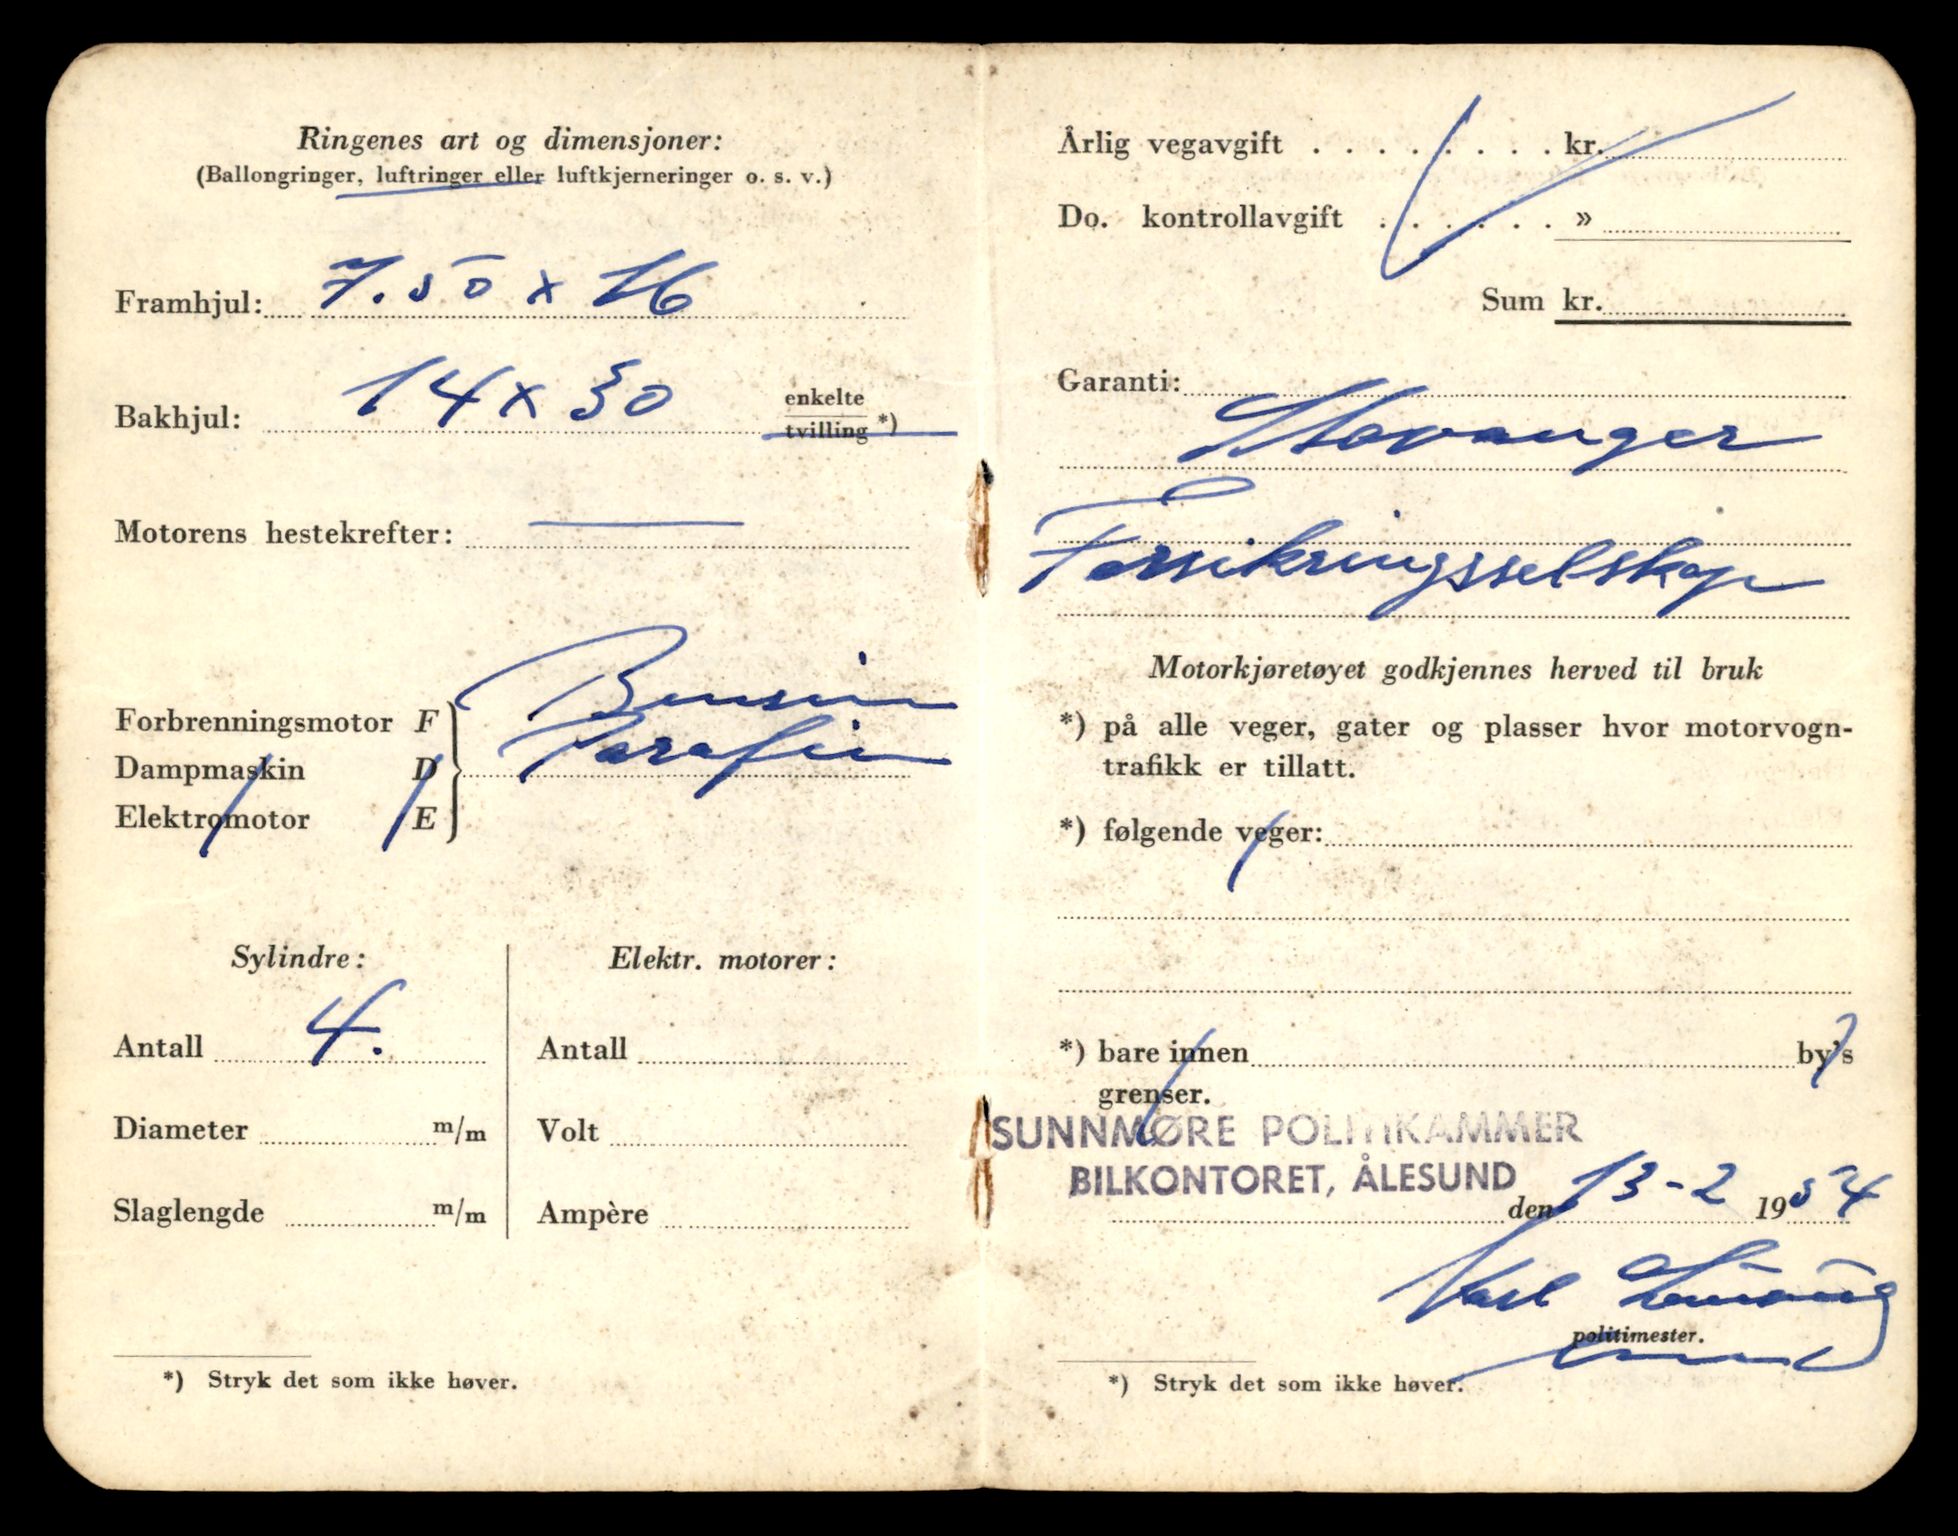 Ringenes art og dimensjoner:
(Ballongringer, luftringer eller luftkjerneringer o. s. v.)
Framhjul: 7.50 x 16
Bakhjul: 14 x 30 enkelte
tvilling *)
Motorens hestekrefter: —
Bensin
Forbrenningsmotor F
Parafin
Dampmaskin D
Elektromotor E
Sylindre:
Antall 4.
Diameter m/m
Slaglengde m/m
Elektr. motorer:
Antall
Volt
Ampère
*) Stryk det som ikke høver.
Årlig vegavgift . . . . . . . . kr.
Do. kontrollavgift . . . . . . »
Sum kr.
Garanti:
Stavanger
Forsikringsselskap
Motorkjøretøyet godkjennes herved til bruk
*) på alle veger, gater og plasser hvor motorvogn-
trafikk er tillatt.
*) følgende veger:
*) bare innen by's
grenser.
SUNNMØRE POLITIKAMMER
BILKONTORET, ÅLESUND
den 13-2 1954
Karl
politimester.
*) Stryk det som ikke høver.